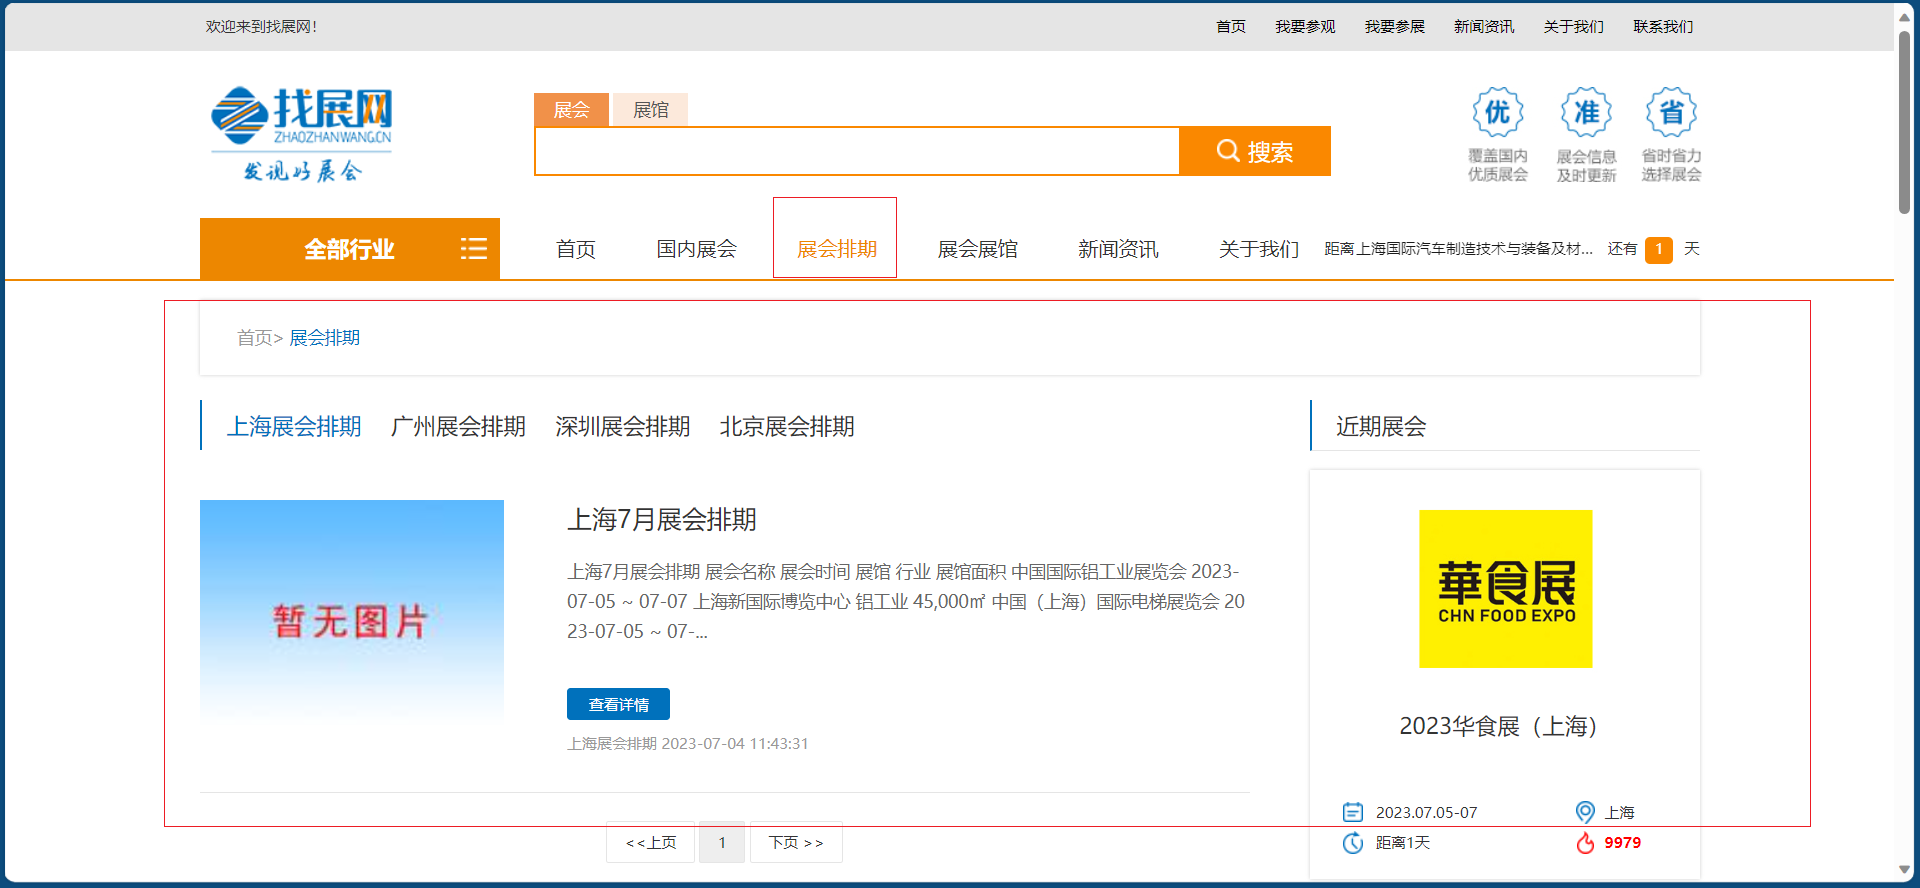 欢迎来到找展网！
首页 我要参观 我要参展 新闻资讯 关于我们 联系我们
找展网
ZHAOZHANWANG.CN
发现好展会
展会 展馆
搜索
优 准 省
覆盖国内 展会信息 省时省力
优质展会 及时更新 选择展会
全部行业 首页 国内展会 展会排期 展会展馆 新闻资讯 关于我们 距离上海国际汽车制造技术与装备及材... 还有 1 天
首页> 展会排期
上海展会排期 广州展会排期 深圳展会排期 北京展会排期
近期展会
暂无图片
上海7月展会排期
上海7月展会排期 展会名称 展会时间 展馆 行业 展馆面积 中国国际铝工业展览会 2023-
07-05 ~ 07-07 上海新国际博览中心 铝工业 45,000㎡ 中国（上海）国际电梯展览会 20
23-07-05 ~ 07-...
查看详情
上海展会排期 2023-07-04 11:43:31
<<上页 1 下页 >>
華食展
CHN FOOD EXPO
2023华食展（上海）
2023.07.05-07 上海
距离1天 9979